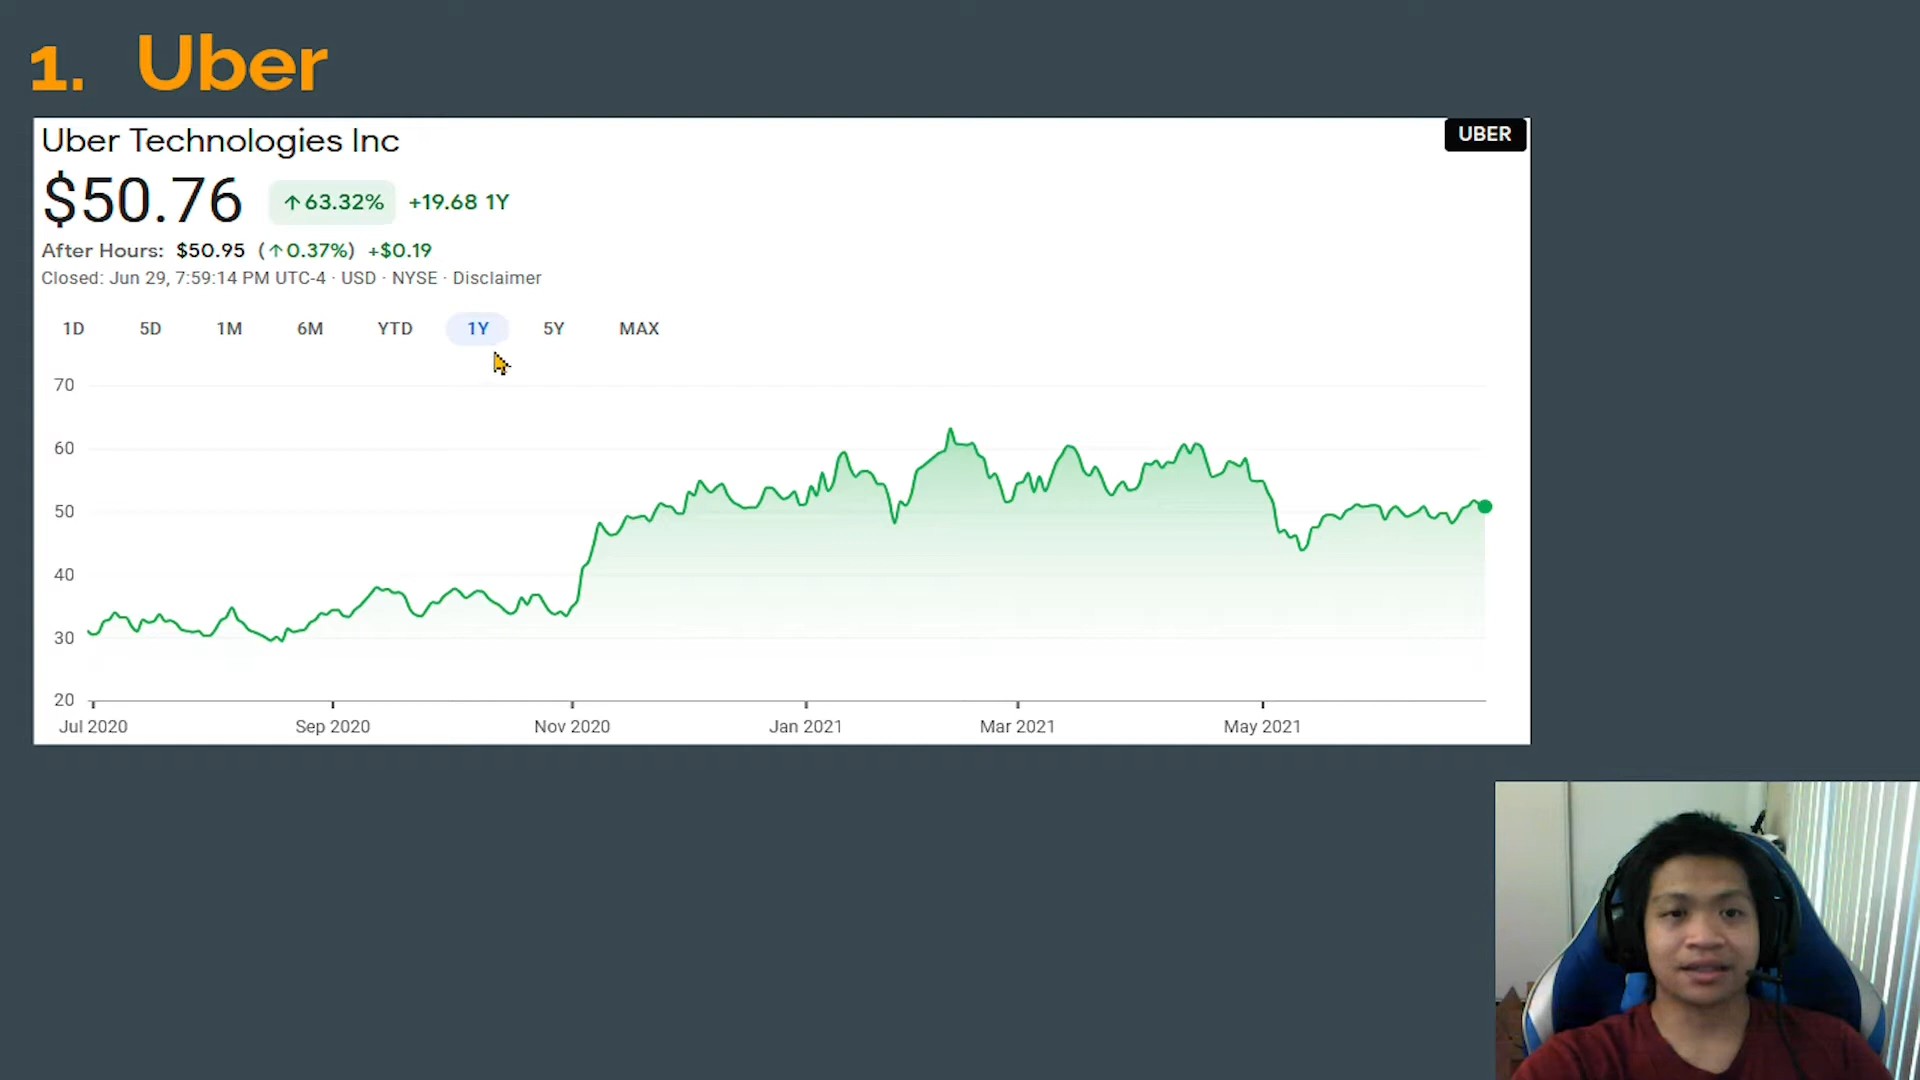 1. Uber
Uber Technologies Inc
UBER
$50.76 ↑63.32% +19.68 1Y
After Hours: $50.95 (↑0.37%) +$0.19
Closed: Jun 29, 7:59:14 PM UTC-4 · USD · NYSE · Disclaimer
1D 5D 1M 6M YTD 1Y 5Y MAX
70
60
50
40
30
20
Jul 2020 Sep 2020 Nov 2020 Jan 2021 Mar 2021 May 2021